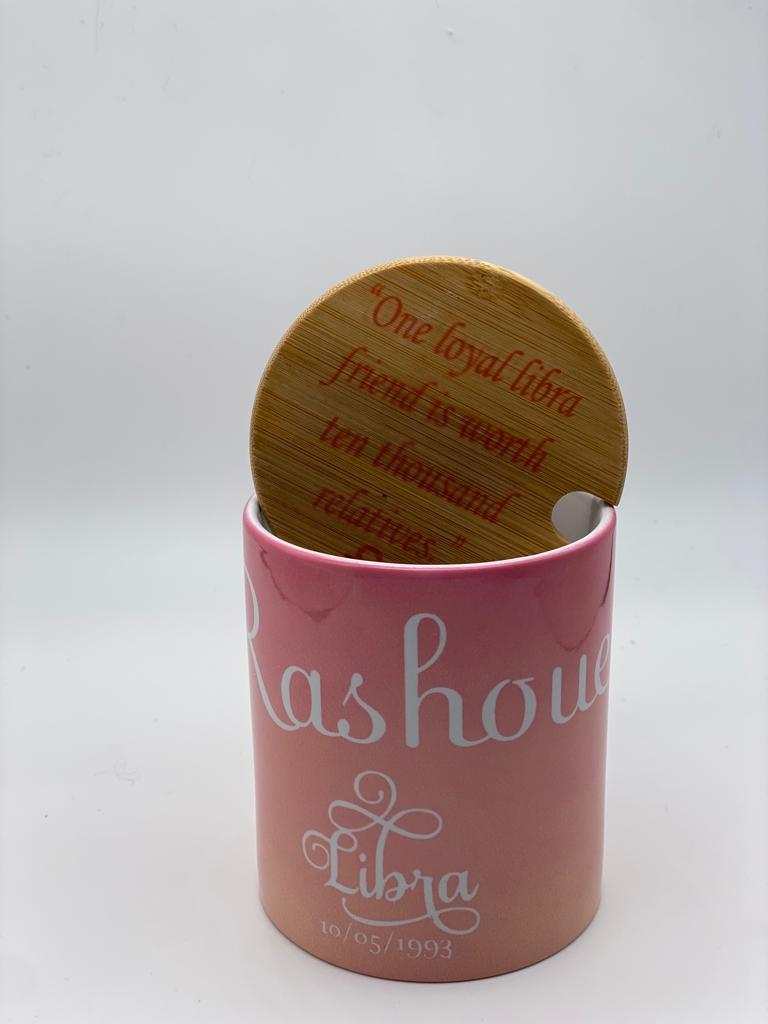 “One loyal libra
friend is worth
ten thousand
relatives.”
Rashoue
Libra
10/05/1993